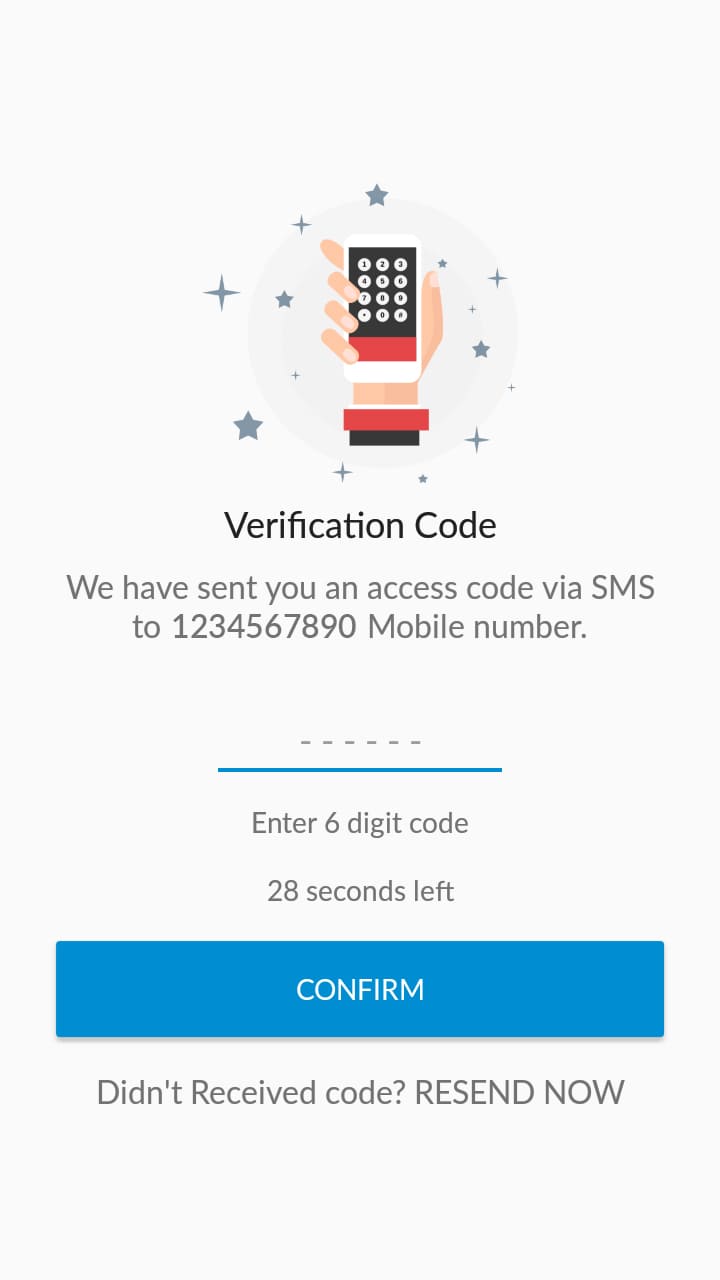 1 2 3
4 5 6
7 8 9
* 0 #
Verification Code
We have sent you an access code via SMS
to 1234567890 Mobile number.
- - - - - -
Enter 6 digit code
28 seconds left
CONFIRM
Didn't Received code? RESEND NOW